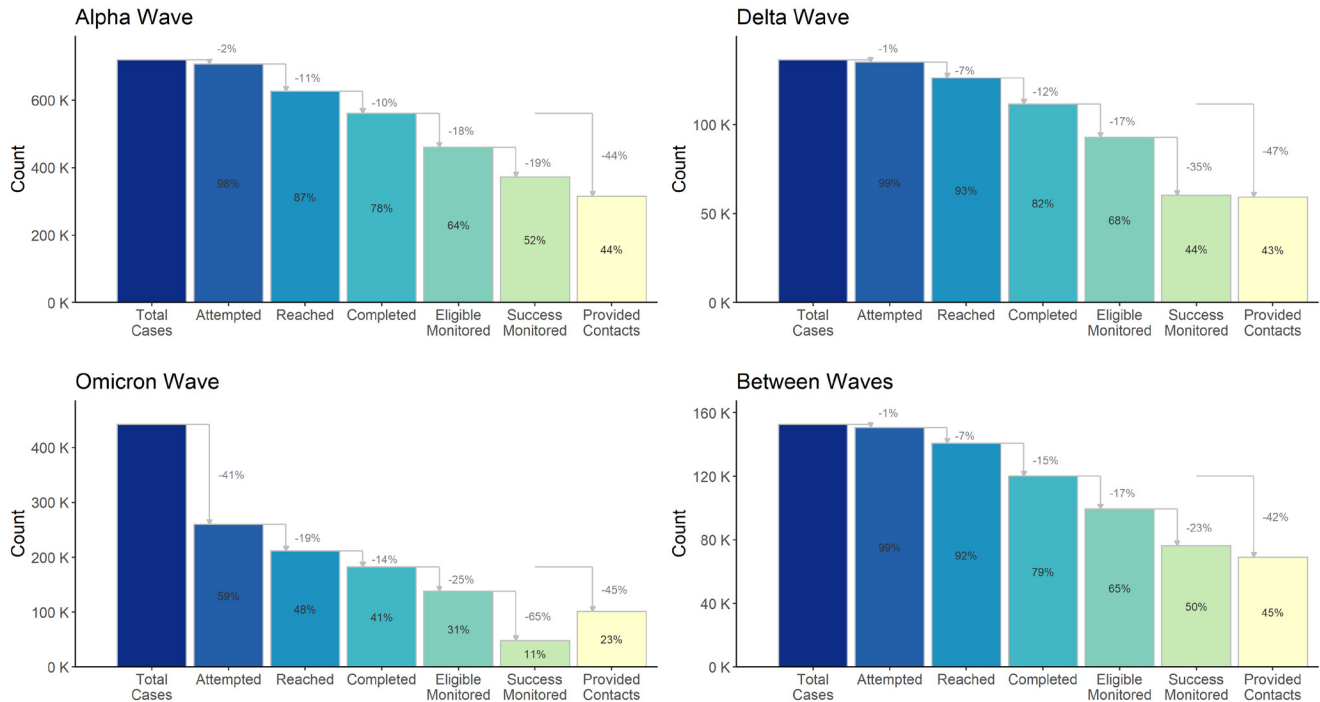 Alpha Wave
Count
600 K
400 K
200 K
0 K
-2%
-11%
-10%
-18%
-19%
-44%
98%
87%
78%
64%
52%
44%
Total Cases
Attempted
Reached
Completed
Eligible Monitored
Success Monitored
Provided Contacts
Delta Wave
Count
100 K
50 K
0 K
-1%
-7%
-12%
-17%
-35%
-47%
99%
93%
82%
68%
44%
43%
Total Cases
Attempted
Reached
Completed
Eligible Monitored
Success Monitored
Provided Contacts
Omicron Wave
Count
400 K
300 K
200 K
100 K
0 K
-41%
-19%
-14%
-25%
-65%
-45%
59%
48%
41%
31%
11%
23%
Total Cases
Attempted
Reached
Completed
Eligible Monitored
Success Monitored
Provided Contacts
Between Waves
Count
160 K
120 K
80 K
40 K
0 K
-1%
-7%
-15%
-17%
-23%
-42%
99%
92%
79%
65%
50%
45%
Total Cases
Attempted
Reached
Completed
Eligible Monitored
Success Monitored
Provided Contacts